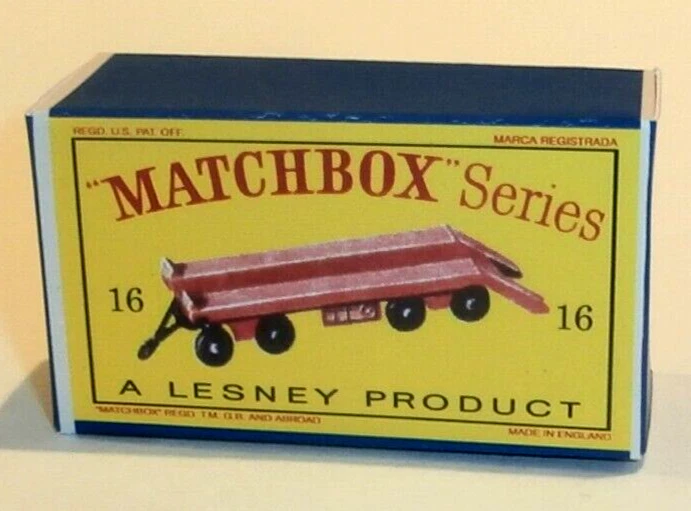 REGD. U.S. PAT. OFF.
MARCA REGISTRADA
"MATCHBOX" Series
16
16
A LESNEY PRODUCT
"MATCHBOX" REGD. T.M. G.B. AND ABROAD
MADE IN ENGLAND